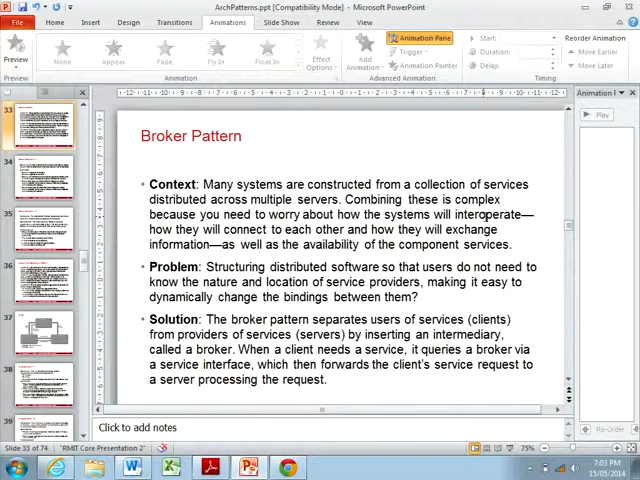 ArchPatterns.ppt [Compatibility Mode] - Microsoft PowerPoint
File Home Insert Design Transitions Animations Slide Show Review View
Preview None Appear Fade Fly In Float In Effect Options Add Animation Animation Pane Trigger Animation Painter Start: Duration: Delay: Reorder Animation Move Earlier Move Later
Preview Animation Advanced Animation Timing
Animation
Play
33
34
35
36
37
38
39
Broker Pattern
• Context: Many systems are constructed from a collection of services
distributed across multiple servers. Combining these is complex
because you need to worry about how the systems will interoperate—
how they will connect to each other and how they will exchange
information—as well as the availability of the component services.
• Problem: Structuring distributed software so that users do not need to
know the nature and location of service providers, making it easy to
dynamically change the bindings between them?
• Solution: The broker pattern separates users of services (clients)
from providers of services (servers) by inserting an intermediary,
called a broker. When a client needs a service, it queries a broker via
a service interface, which then forwards the client's service request to
a server processing the request.
Click to add notes
Re-Order
Slide 33 of 74 "RMIT Core Presentation 2" 75%
7:03 PM
15/05/2014